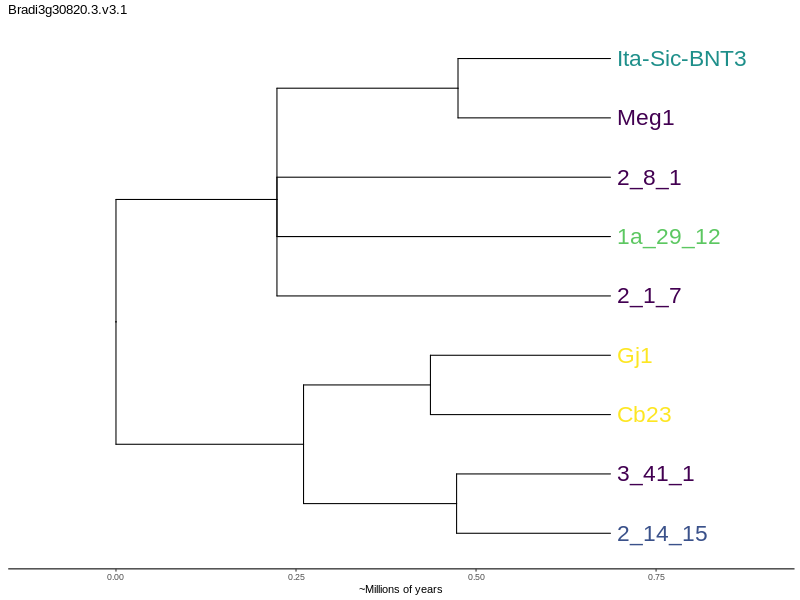 Bradi3g30820.3.v3.1
Ita-Sic-BNT3
Meg1
2_8_1
1a_29_12
2_1_7
Gj1
Cb23
3_41_1
2_14_15
0.00 0.25 0.50 0.75
~Millions of years